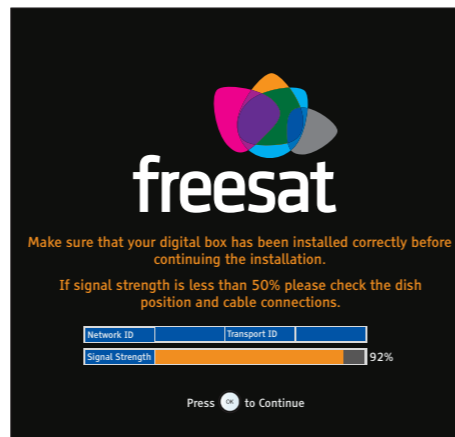 freesat
Make sure that your digital box has been installed correctly before
continuing the installation.
If signal strength is less than 50% please check the dish
position and cable connections.
Network ID Transport ID
Signal Strength 92%
Press OK to Continue